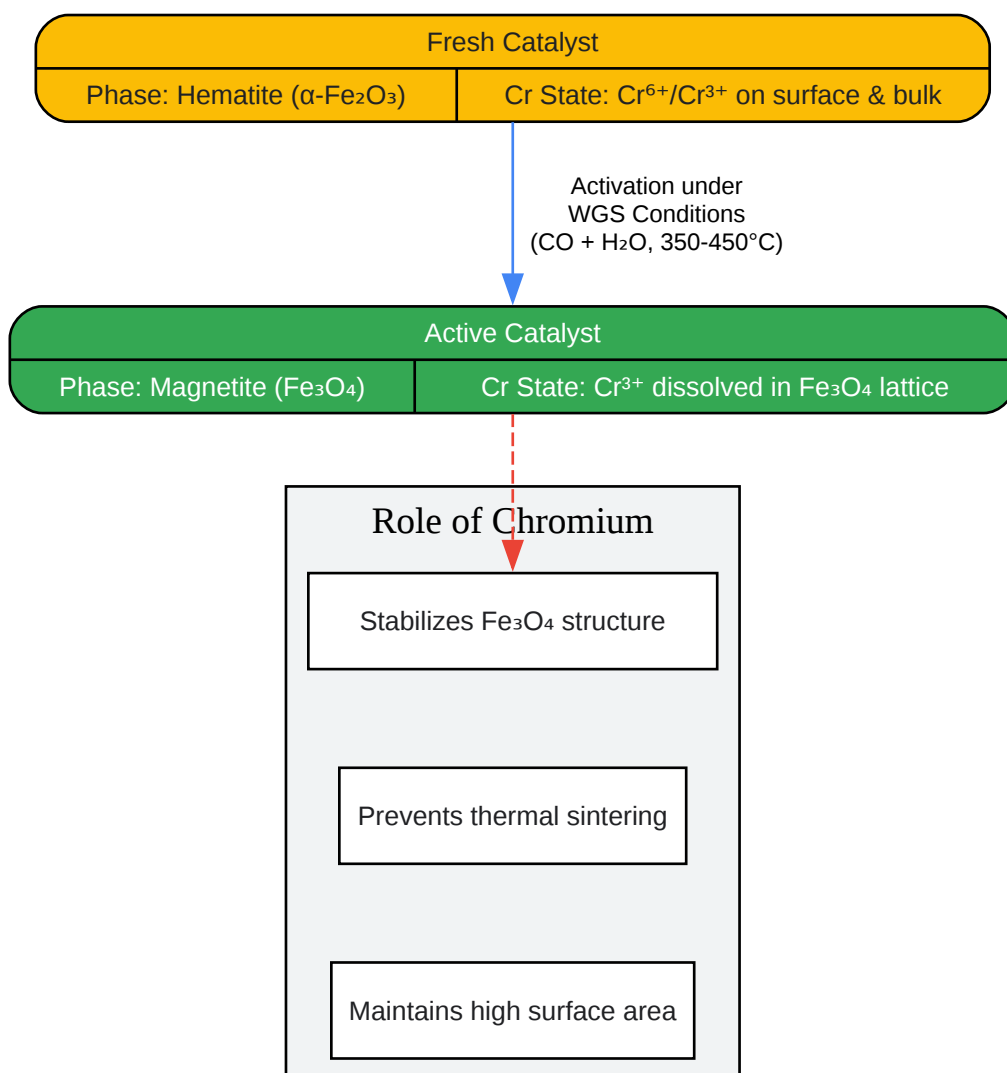 Fresh Catalyst
Phase: Hematite (α-Fe₂O₃)
Cr State: Cr⁶⁺/Cr³⁺ on surface & bulk
Activation under
WGS Conditions
(CO + H₂O, 350-450°C)
Active Catalyst
Phase: Magnetite (Fe₃O₄)
Cr State: Cr³⁺ dissolved in Fe₃O₄ lattice
Role of Chromium
Stabilizes Fe₃O₄ structure
Prevents thermal sintering
Maintains high surface area